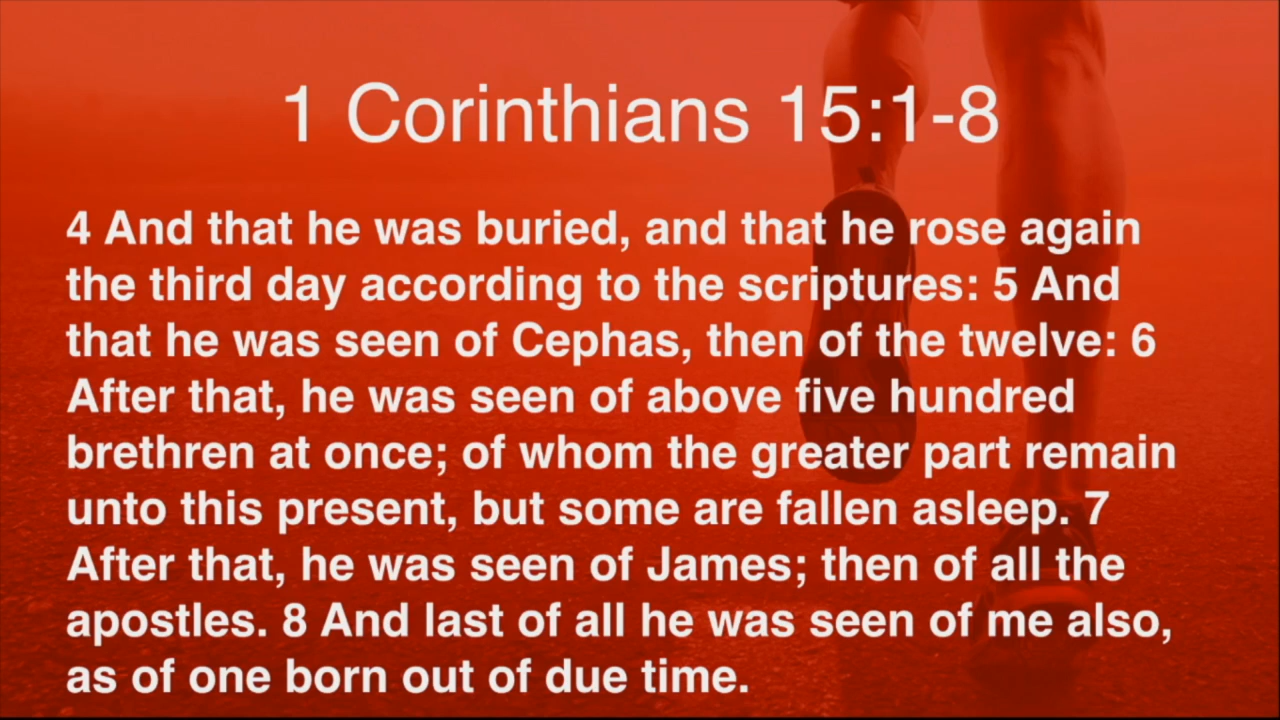 1 Corinthians 15:1-8
4 And that he was buried, and that he rose again
the third day according to the scriptures: 5 And
that he was seen of Cephas, then of the twelve: 6
After that, he was seen of above five hundred
brethren at once; of whom the greater part remain
unto this present, but some are fallen asleep. 7
After that, he was seen of James; then of all the
apostles. 8 And last of all he was seen of me also,
as of one born out of due time.